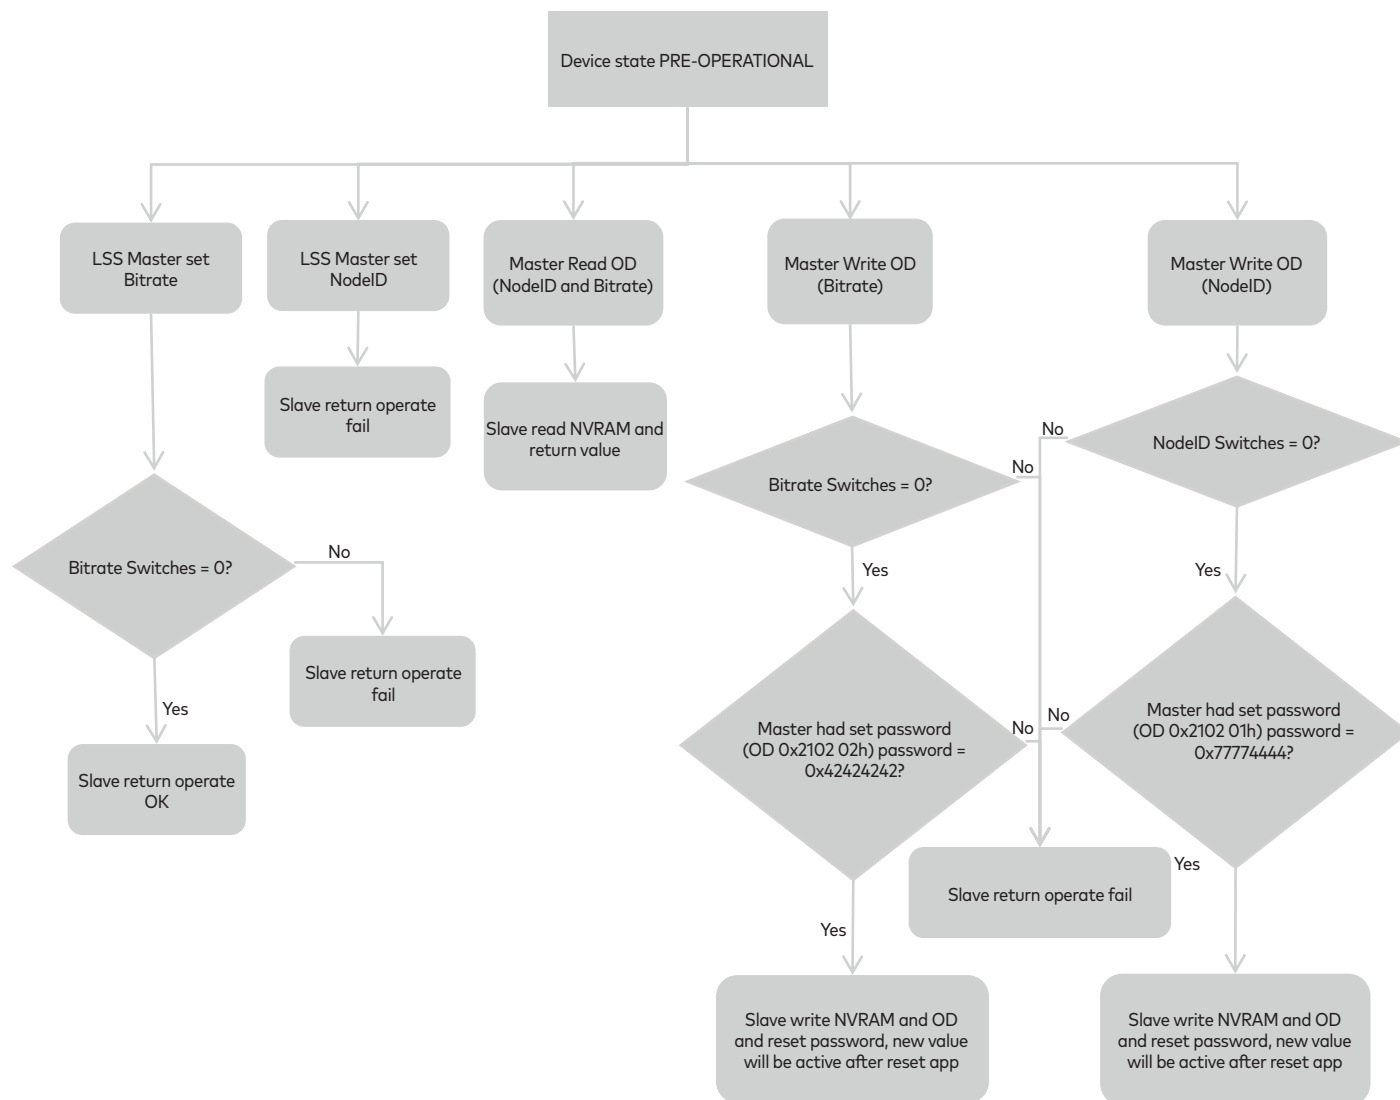 Device state PRE-OPERATIONAL
LSS Master set
Bitrate
LSS Master set
NodeID
Master Read OD
(NodeID and Bitrate)
Master Write OD
(Bitrate)
Master Write OD
(NodeID)
Slave return operate
fail
Slave read NVRAM and
return value
Bitrate Switches = 0?
No
Slave return operate
fail
Yes
Slave return operate
OK
Bitrate Switches = 0?
No
Yes
NodeID Switches = 0?
No
Yes
Master had set password
(OD 0x2102 02h) password =
0x42424242?
No
Yes
Master had set password
(OD 0x2102 01h) password =
0x77774444?
No
Yes
Slave return operate fail
Slave write NVRAM and OD
and reset password, new value
will be active after reset app
Slave write NVRAM and OD
and reset password, new value
will be active after reset app